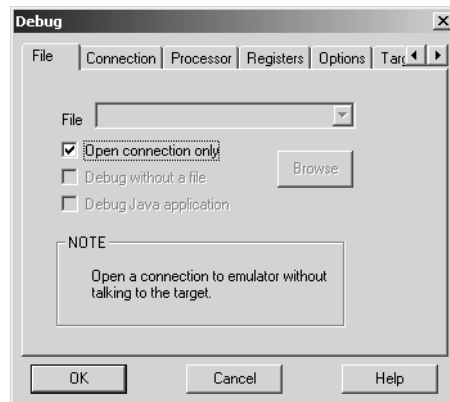 Debug
File Connection Processor Registers Options
File
Open connection only
Debug without a file
Browse
Debug Java application
NOTE
Open a connection to emulator without
talking to the target.
OK Cancel Help